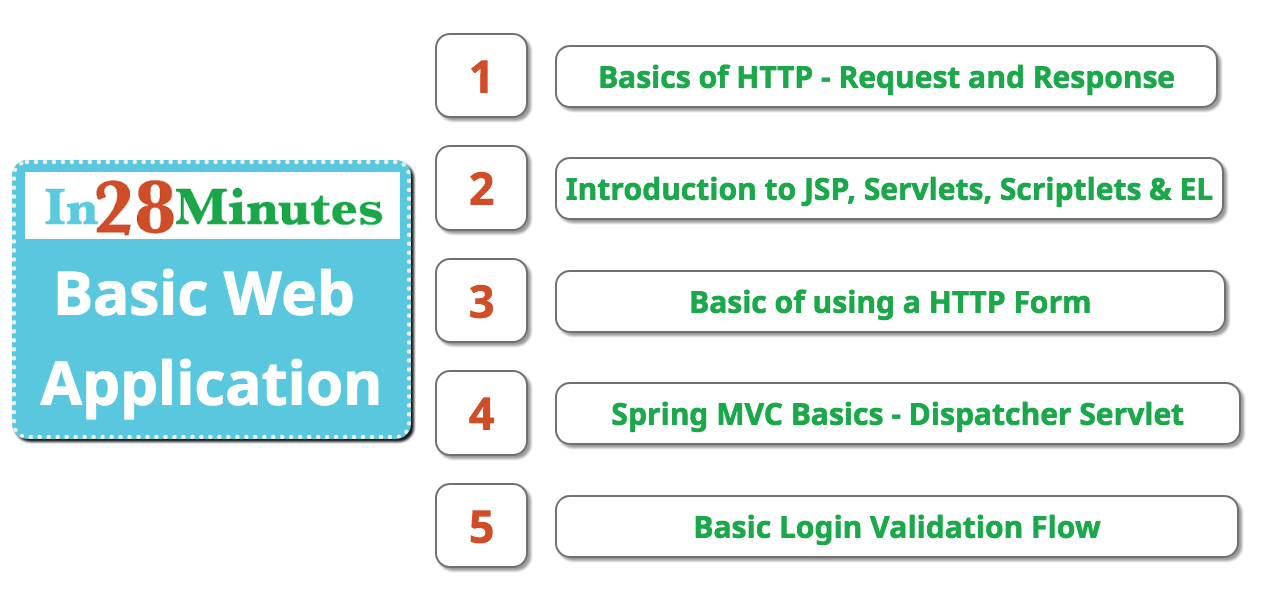 In28Minutes
Basic Web
Application
1
Basics of HTTP - Request and Response
2
Introduction to JSP, Servlets, Scriptlets & EL
3
Basic of using a HTTP Form
4
Spring MVC Basics - Dispatcher Servlet
5
Basic Login Validation Flow